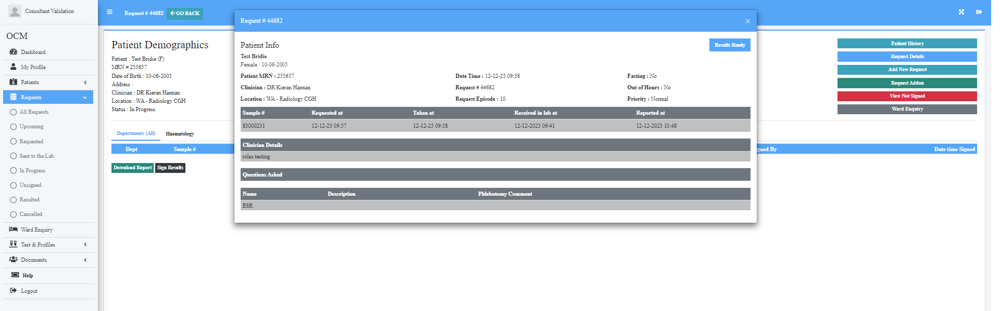 Consultant Validation
OCM
Dashboard
My Profile
Patients
Requests
All Requests
Upcoming
Requested
Sent to the Lab
In Progress
Unsigned
Resulted
Cancelled
Ward Enquiry
Test & Profiles
Documents
Help
Logout
Request # 44682 GO BACK
Patient Demographics
Patient : Test Bridie (F)
MRN # 255657
Date of Birth : 10-06-2005
Address :
Clinician : DR Kieran Hannan
Location : WA - Radiology CGH
Status : In Progress
Departments (All) Haematology
Dept Sample # gned By Date time Signed
Download Report Sign Results
Request # 44682 ×
Patient Info Results Ready
Test Bridie
Female / 10-06-2005
Patient MRN : 255657 Date Time : 12-12-23 09:38 Fasting : No
Clinician : DR Kieran Hannan Request # 44682 Out of Hours : No
Location : WA - Radiology CGH Request Episode : 10 Priority : Normal
Sample # Requested at Taken at Received in lab at Reported at
83000231 12-12-23 09:37 12-12-23 09:38 12-12-2023 09:41 12-12-2023 10:48
Clinician Details
roles testing
Questions Asked
Name Description Phlebotomy Comment
ESR
Patient History
Request Details
Add New Request
Request Addon
View Not Signed
Ward Enquiry